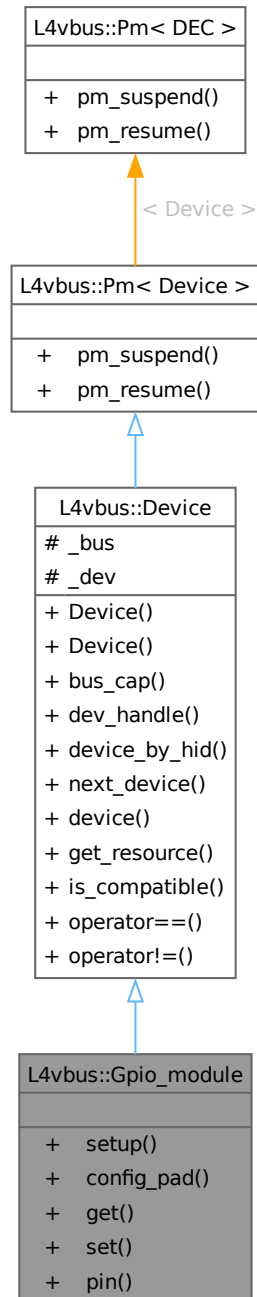 L4vbus::Pm< DEC >
+ pm_suspend()
+ pm_resume()
< Device >
L4vbus::Pm< Device >
+ pm_suspend()
+ pm_resume()
L4vbus::Device
# _bus
# _dev
+ Device()
+ Device()
+ bus_cap()
+ dev_handle()
+ device_by_hid()
+ next_device()
+ device()
+ get_resource()
+ is_compatible()
+ operator==()
+ operator!=()
L4vbus::Gpio_module
+ setup()
+ config_pad()
+ get()
+ set()
+ pin()